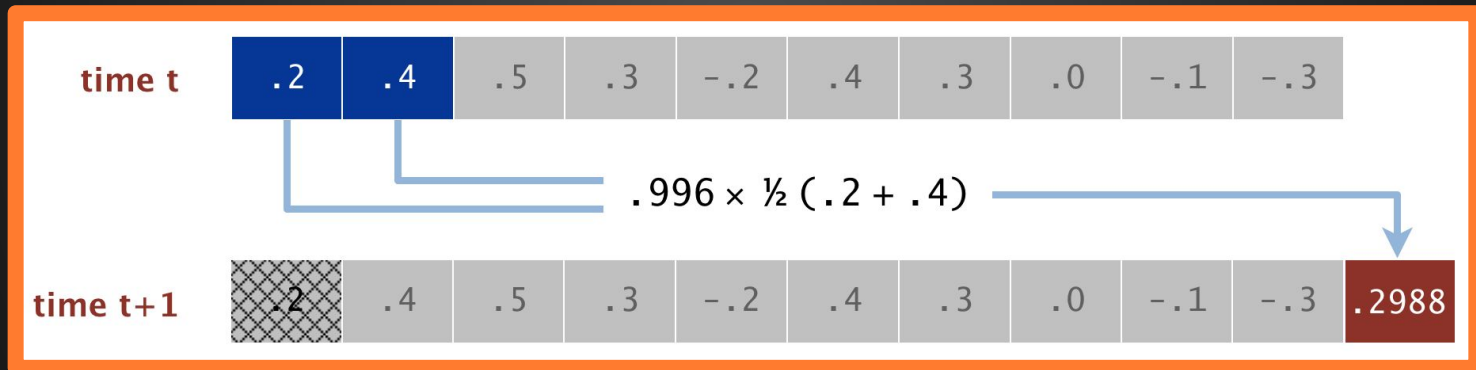 time t .2 .4 .5 .3 -.2 .4 .3 .0 -.1 -.3
.996 × ½ (.2 + .4)
time t+1 .2 .4 .5 .3 -.2 .4 .3 .0 -.1 -.3 .2988